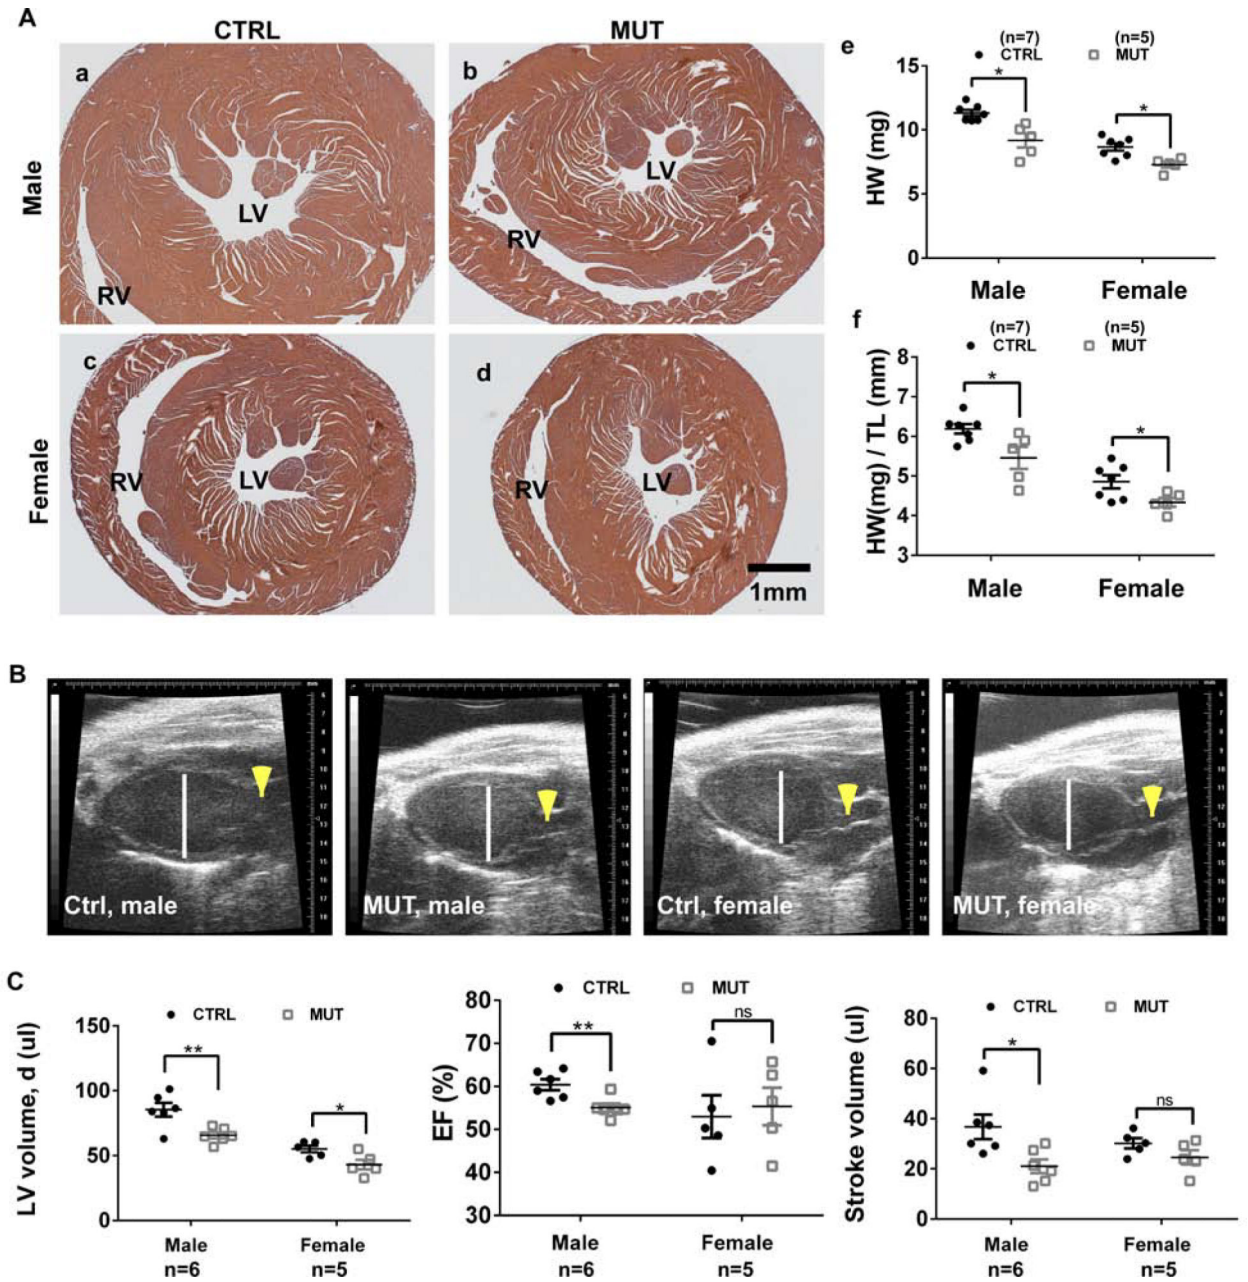 A
CTRL
MUT
Male
a
LV
RV
b
LV
RV
Female
c
LV
RV
d
LV
RV
1mm
e
(n=7)
(n=5)
CTRL
MUT
HW (mg)
15
10
5
0
*
*
Male
Female
f
(n=7)
(n=5)
CTRL
MUT
HW(mg) / TL (mm)
8
7
6
5
4
3
*
*
Male
Female
B
Ctrl, male
MUT, male
Ctrl, female
MUT, female
C
CTRL
MUT
LV volume, d (ul)
150
100
50
0
**
*
Male
Female
n=6
n=5
CTRL
MUT
EF (%)
80
70
60
50
40
30
**
ns
Male
Female
n=6
n=5
CTRL
MUT
Stroke volume (ul)
80
60
40
20
0
*
ns
Male
Female
n=6
n=5